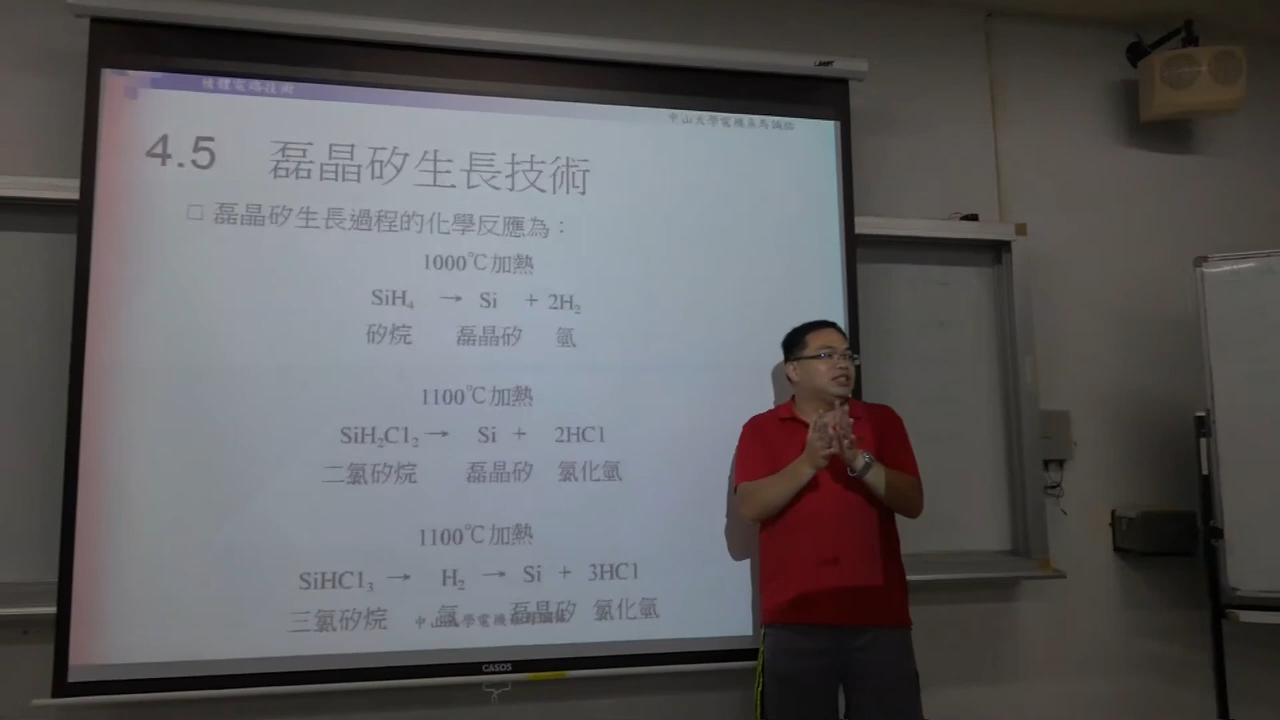 積體電路技術
中山大學電機系馬誠佑
4.5 磊晶矽生長技術
□ 磊晶矽生長過程的化學反應為：
1000℃加熱
SiH4 → Si + 2H2
矽烷 磊晶矽 氫
1100℃加熱
SiH2Cl2 → Si + 2HCl
二氯矽烷 磊晶矽 氯化氫
1100℃加熱
SiHCl3 → H2 → Si + 3HCl
三氯矽烷 氫 磊晶矽 氯化氫
CASOS